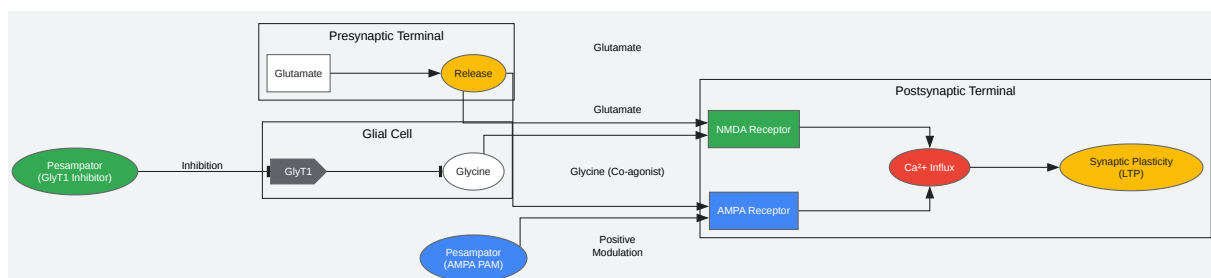 Presynaptic Terminal
Glutamate
Glutamate
Release
Postsynaptic Terminal
Glutamate
NMDA Receptor
Glial Cell
Pesampator
(GlyT1 Inhibitor)
Inhibition
GlyT1
Glycine
Glycine (Co-agonist)
Ca²+ Influx
Synaptic Plasticity
(LTP)
AMPA Receptor
Positive
Modulation
Pesampator
(AMPA PAM)